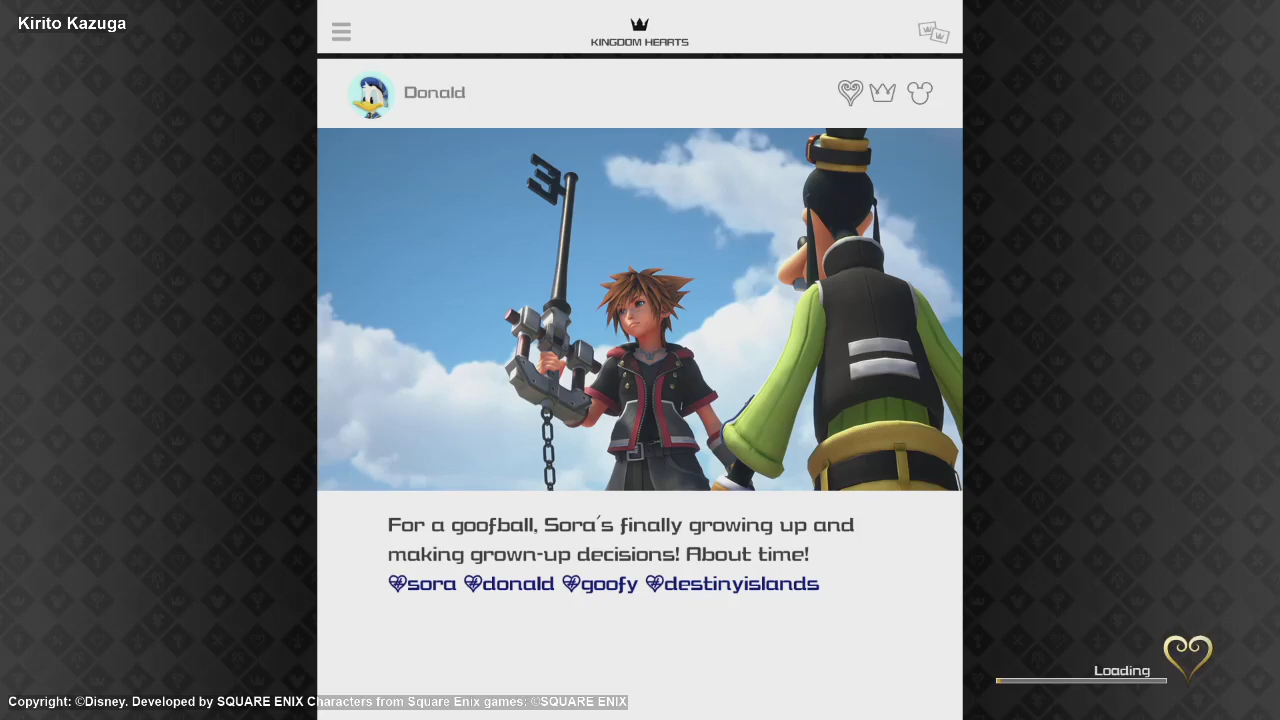 Kirito Kazuga
KINGDOM HEARTS
Donald
For a goofball, Sora's finally growing up and
making grown-up decisions! About time!
sora donald goofy destinyislands
Loading
Copyright: ©Disney. Developed by SQUARE ENIX Characters from Square Enix games: ©SQUARE ENIX